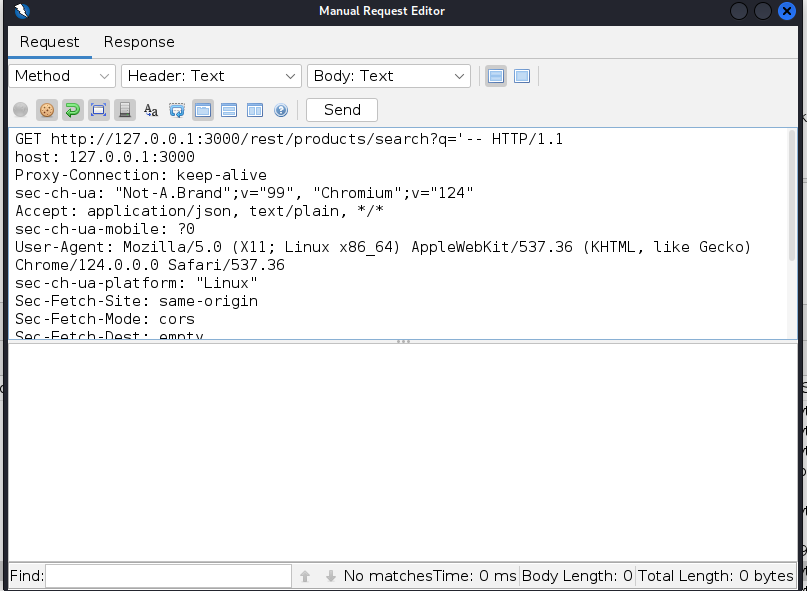 Manual Request Editor
Request Response
Method Header: Text Body: Text
Send
GET http://127.0.0.1:3000/rest/products/search?q='-- HTTP/1.1
host: 127.0.0.1:3000
Proxy-Connection: keep-alive
sec-ch-ua: "Not-A.Brand";v="99", "Chromium";v="124"
Accept: application/json, text/plain, */*
sec-ch-ua-mobile: ?0
User-Agent: Mozilla/5.0 (X11; Linux x86_64) AppleWebKit/537.36 (KHTML, like Gecko)
Chrome/124.0.0.0 Safari/537.36
sec-ch-ua-platform: "Linux"
Sec-Fetch-Site: same-origin
Sec-Fetch-Mode: cors
Sec-Fetch-Dest: empty
Find: No matches Time: 0 ms Body Length: 0 Total Length: 0 bytes